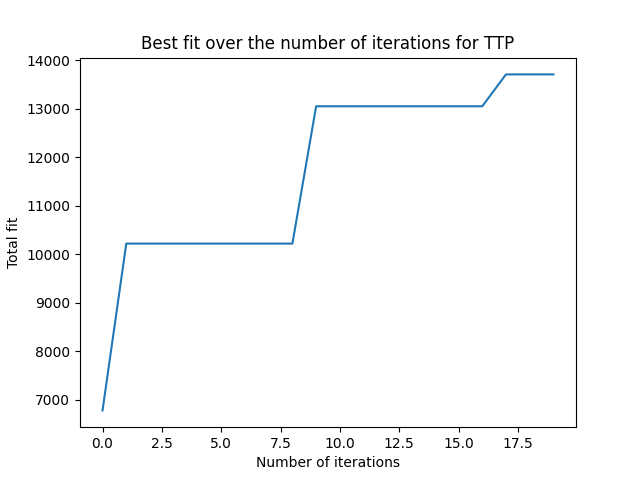 Best fit over the number of iterations for TTP
14000
13000
12000
11000
10000
9000
8000
7000
Total fit
0.0 2.5 5.0 7.5 10.0 12.5 15.0 17.5
Number of iterations